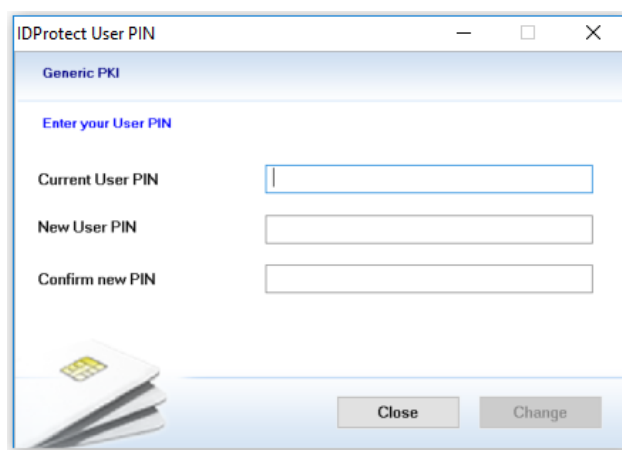 IDProtect User PIN
Generic PKI
Enter your User PIN
Current User PIN
New User PIN
Confirm new PIN
Close Change